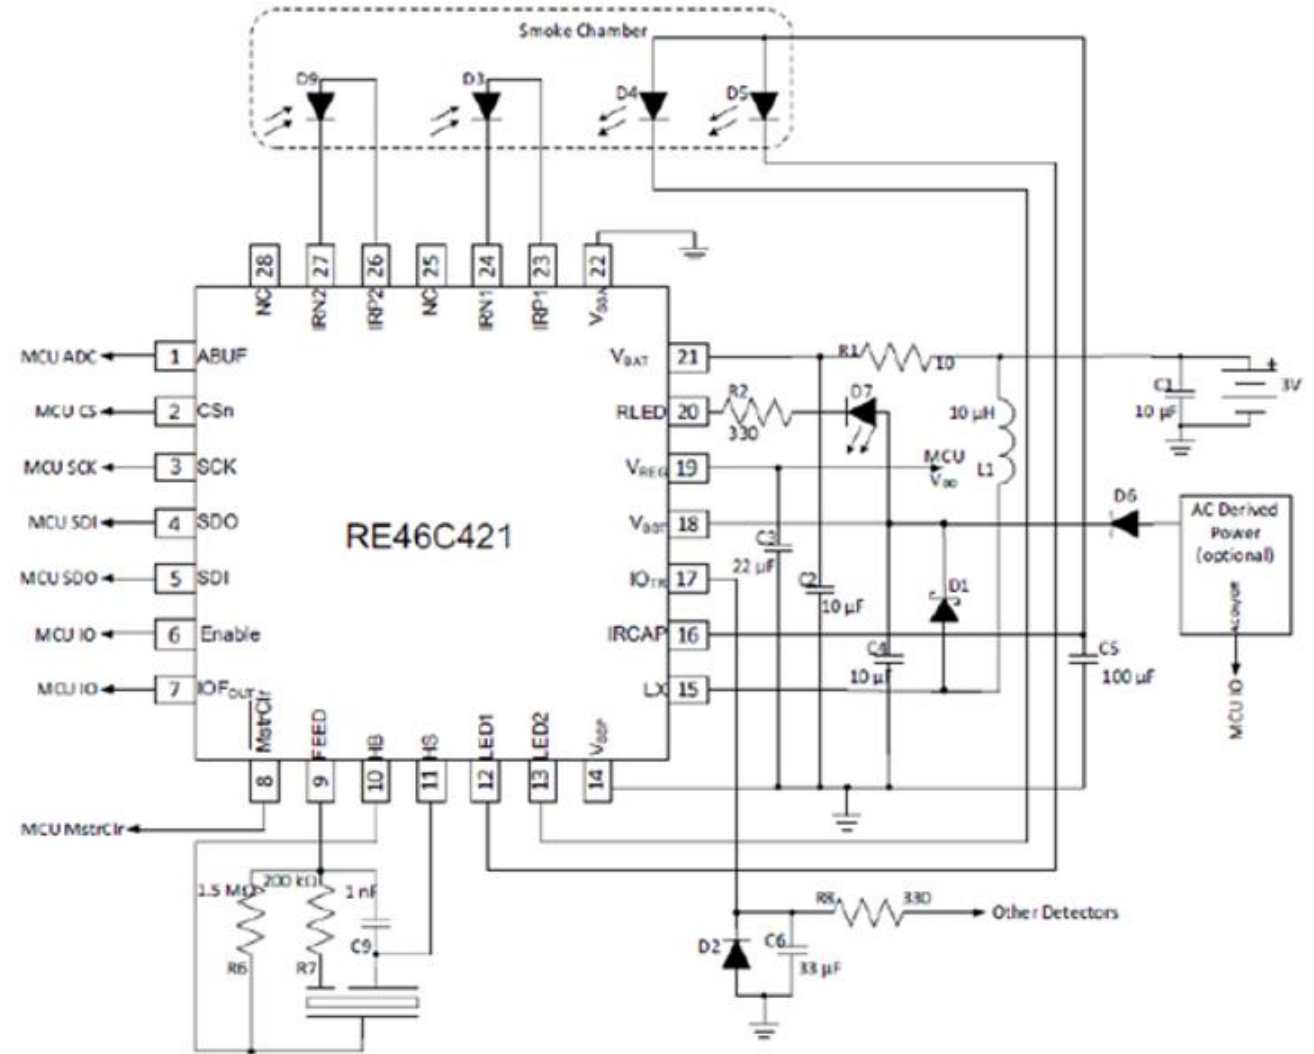 Smoke Chamber
D9
D3
D4
D5
28
27
26
25
24
23
22
NC
IRN2
IRP2
NC
IRN1
IRP1
MCU ADC
1
ABUF
MCU CS
2
CSn
MCU SCK
3
SCK
MCU SDI
4
SDO
MCU SDO
5
SDI
MCU IO
6
Enable
MCU IO
7
IOFOUT
RE46C421
VBAT
21
RLED
20
VREG
19
VBST
18
17
IRCAP
16
LX
15
MstrClr
FEED
HB
HS
LED1
LED2
8
9
10
11
12
13
14
MCU MstrClr
R1
10
R2
330
D7
MCU
VDD
10 µH
L1
10 µF
3V
D6
AC Derived
Power
(optional)
MCU IO
22 µF
C2
10 µF
D1
C4
10 µF
C5
100 µF
1.5 MΩ
200 kΩ
1 nF
C9
R6
R7
R8
330
Other Detectors
D2
C6
33 µF